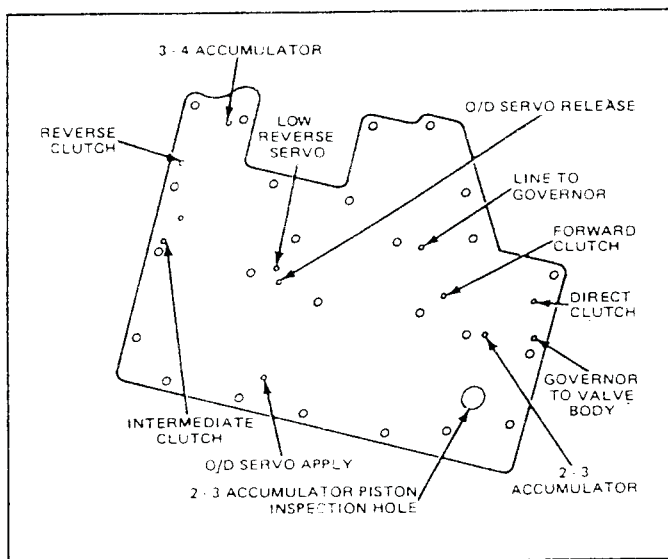 3 - 4 ACCUMULATOR
O/D SERVO RELEASE
REVERSE
CLUTCH
LOW
REVERSE
SERVO
LINE TO
GOVERNOR
FORWARD
CLUTCH
DIRECT
CLUTCH
GOVERNOR
TO VALVE
BODY
INTERMEDIATE
CLUTCH
O/D SERVO APPLY
2 - 3
ACCUMULATOR
2 - 3 ACCUMULATOR PISTON
INSPECTION HOLE